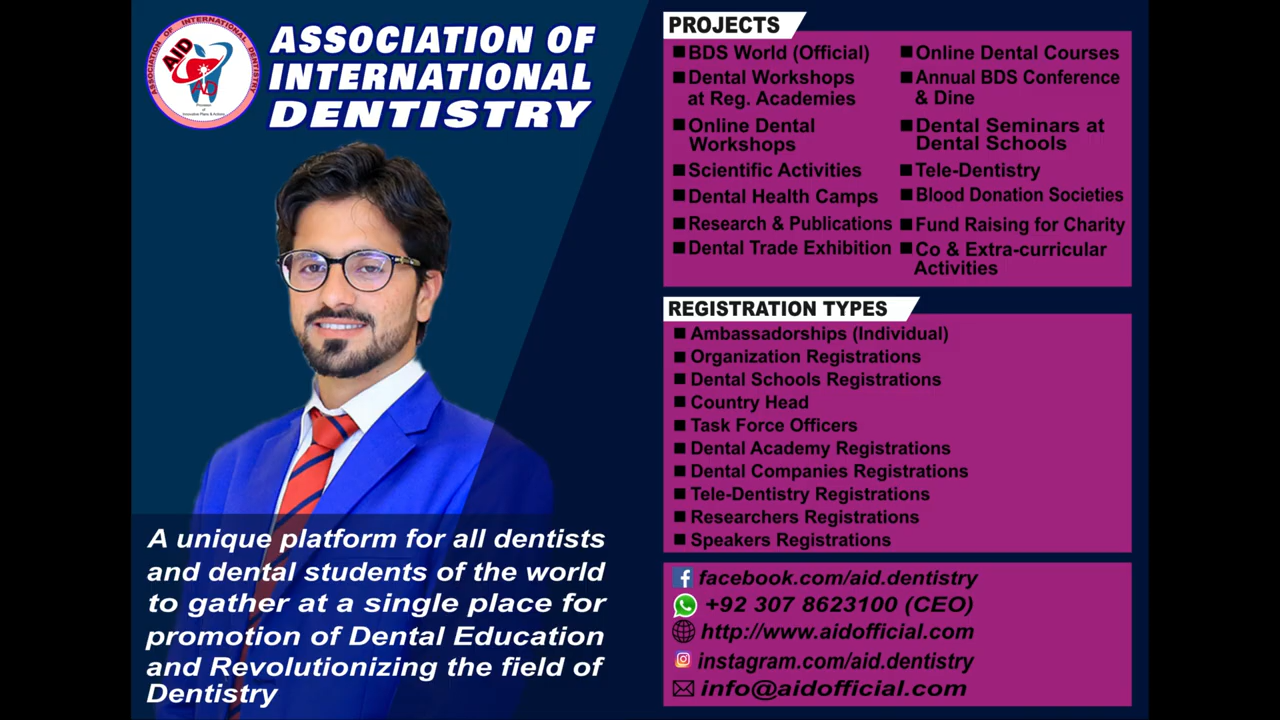 ASSOCIATION OF INTERNATIONAL DENTISTRY
AID
AiD
Provision
of
Innovative Plans & Actions
ASSOCIATION OF
INTERNATIONAL
DENTISTRY
A unique platform for all dentists
and dental students of the world
to gather at a single place for
promotion of Dental Education
and Revolutionizing the field of
Dentistry
PROJECTS
BDS World (Official)
Dental Workshops
at Reg. Academies
Online Dental
Workshops
Scientific Activities
Dental Health Camps
Research & Publications
Dental Trade Exhibition
Online Dental Courses
Annual BDS Conference
& Dine
Dental Seminars at
Dental Schools
Tele-Dentistry
Blood Donation Societies
Fund Raising for Charity
Co & Extra-curricular
Activities
REGISTRATION TYPES
Ambassadorships (Individual)
Organization Registrations
Dental Schools Registrations
Country Head
Task Force Officers
Dental Academy Registrations
Dental Companies Registrations
Tele-Dentistry Registrations
Researchers Registrations
Speakers Registrations
facebook.com/aid.dentistry
+92 307 8623100 (CEO)
http://www.aidofficial.com
instagram.com/aid.dentistry
info@aidofficial.com